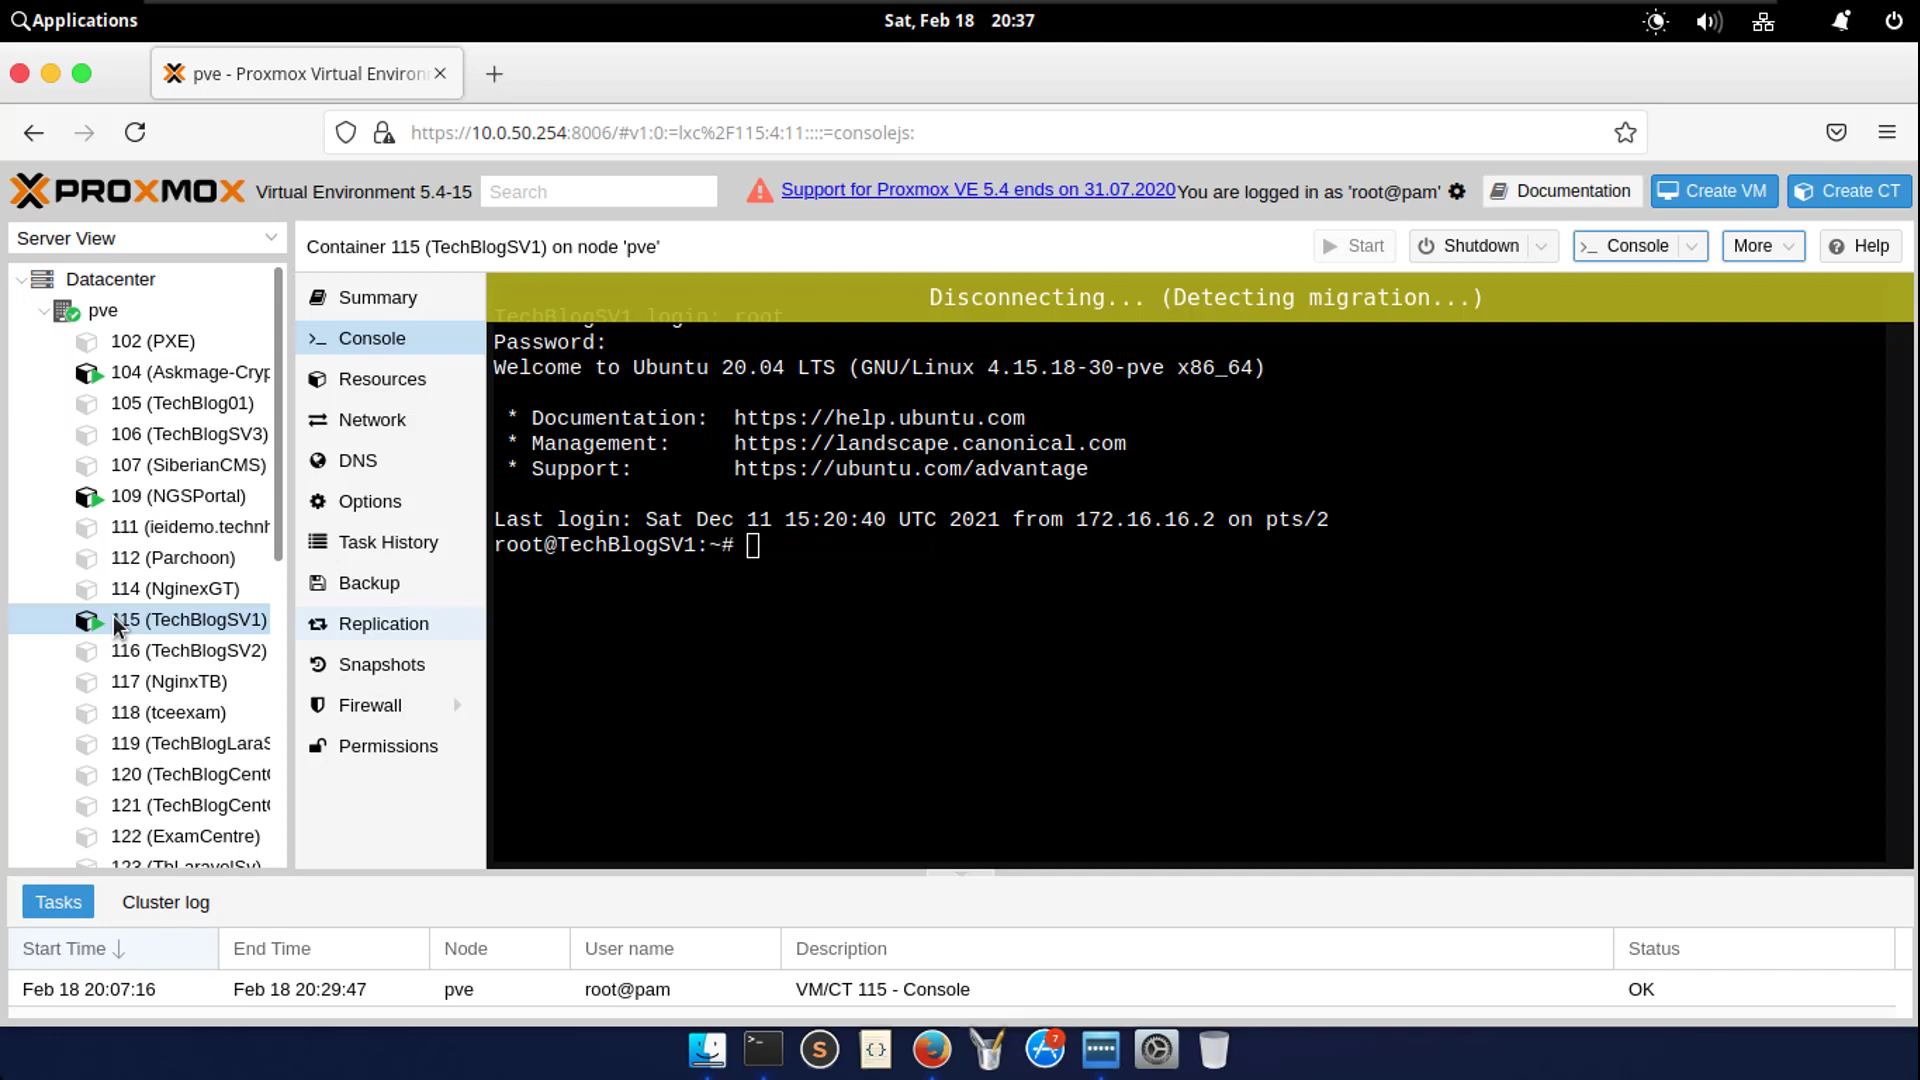 Applications
Sat, Feb 18 20:37
pve - Proxmox Virtual Environ
https://10.0.50.254:8006/#v1:0:=lxc%2F115:4:11::::=consolejs:
PROXMOX Virtual Environment 5.4-15
Search
Support for Proxmox VE 5.4 ends on 31.07.2020
You are logged in as 'root@pam'
Documentation
Create VM
Create CT
Server View
Container 115 (TechBlogSV1) on node 'pve'
Start
Shutdown
Console
More
Help
Datacenter
pve
102 (PXE)
104 (Askmage-Cryp
105 (TechBlog01)
106 (TechBlogSV3)
107 (SiberianCMS)
109 (NGSPortal)
111 (ieidemo.techn
112 (Parchoon)
114 (NginexGT)
115 (TechBlogSV1)
116 (TechBlogSV2)
117 (NginxTB)
118 (tceexam)
119 (TechBlogLaraS
120 (TechBlogCent
121 (TechBlogCent
122 (ExamCentre)
123 (TbLaravelSv)
Summary
Console
Resources
Network
DNS
Options
Task History
Backup
Replication
Snapshots
Firewall
Permissions
Disconnecting... (Detecting migration...)
TechBlogSV1 login: root
Password:
Welcome to Ubuntu 20.04 LTS (GNU/Linux 4.15.18-30-pve x86_64)
* Documentation: https://help.ubuntu.com
* Management: https://landscape.canonical.com
* Support: https://ubuntu.com/advantage
Last login: Sat Dec 11 15:20:40 UTC 2021 from 172.16.16.2 on pts/2
root@TechBlogSV1:~#
Tasks
Cluster log
Start Time
End Time
Node
User name
Description
Status
Feb 18 20:07:16
Feb 18 20:29:47
pve
root@pam
VM/CT 115 - Console
OK
7